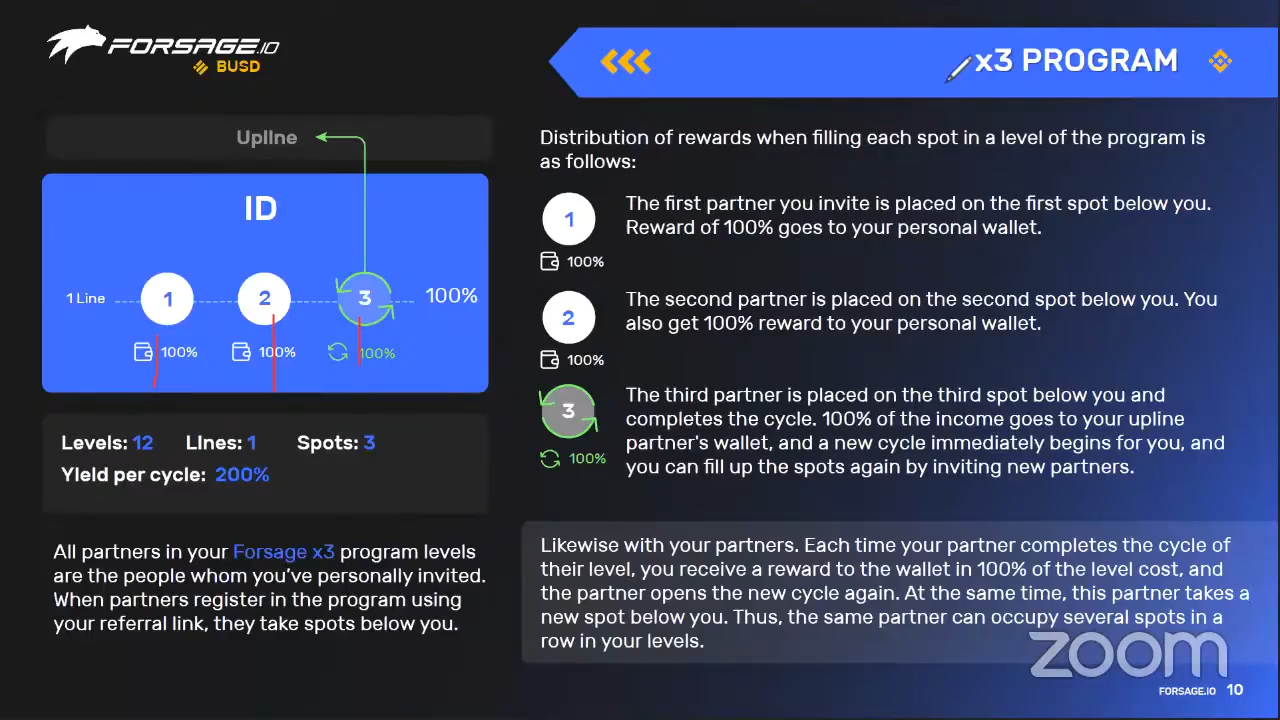 FORSAGE.IO
BUSD
x3 PROGRAM
Upline
ID
1 Line
1
2
3
100%
100%
100%
100%
Levels: 12 Lines: 1 Spots: 3
Yield per cycle: 200%
All partners in your Forsage x3 program levels
are the people whom you've personally invited.
When partners register in the program using
your referral link, they take spots below you.
Distribution of rewards when filling each spot in a level of the program is
as follows:
1
100%
The first partner you invite is placed on the first spot below you.
Reward of 100% goes to your personal wallet.
2
100%
The second partner is placed on the second spot below you. You
also get 100% reward to your personal wallet.
3
100%
The third partner is placed on the third spot below you and
completes the cycle. 100% of the income goes to your upline
partner's wallet, and a new cycle immediately begins for you, and
you can fill up the spots again by inviting new partners.
Likewise with your partners. Each time your partner completes the cycle of
their level, you receive a reward to the wallet in 100% of the level cost, and
the partner opens the new cycle again. At the same time, this partner takes a
new spot below you. Thus, the same partner can occupy several spots in a
row in your levels.
zoom
FORSAGE.IO 10